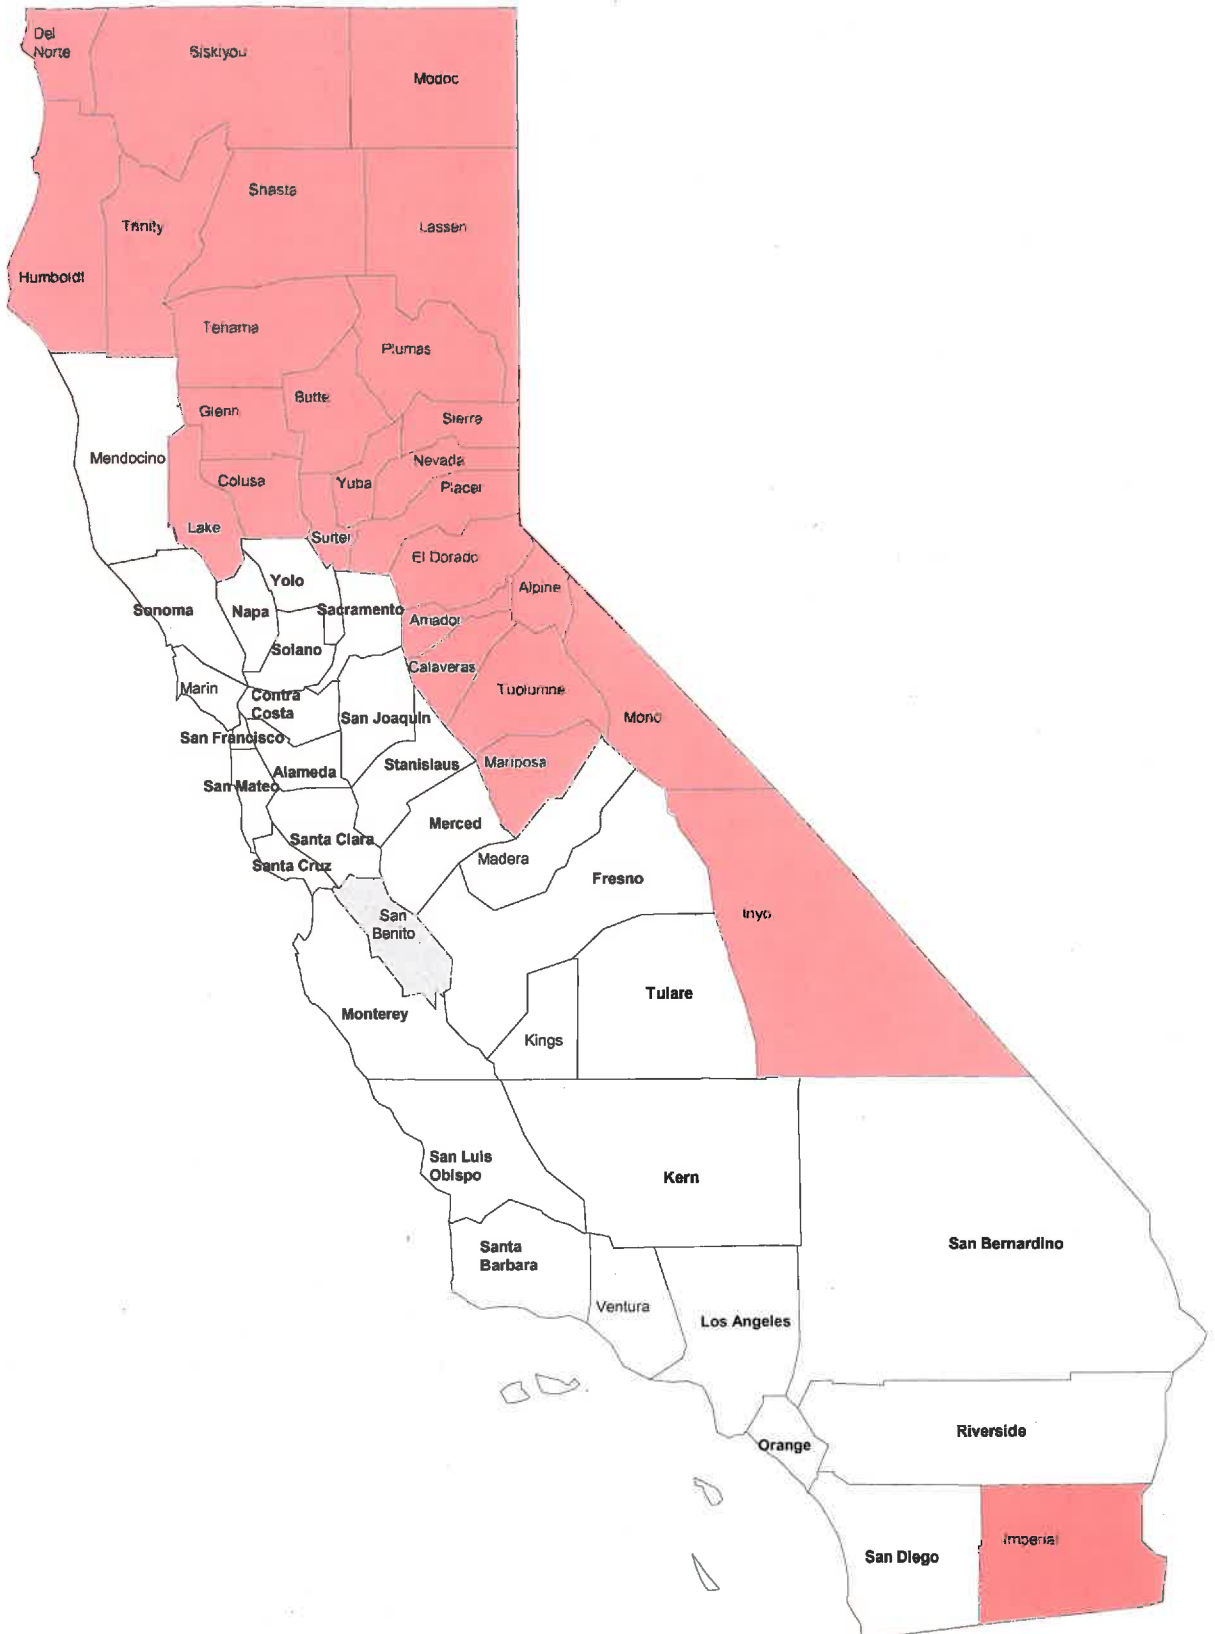 Del
Norte
Siskiyou
Modoc
Shasta
Trinity
Lassen
Humboldt
Tehama
Plumas
Butte
Glenn
Sierra
Mendocino
Nevada
Colusa
Yuba
Placer
Lake
Sutter
El Dorado
Yolo
Alpine
Sonoma
Napa
Sacramento
Amador
Solano
Calaveras
Marin
Contra
Costa
Tuolumne
San Joaquin
Mono
San Francisco
Stanislaus
Mariposa
Alameda
San Mateo
Merced
Santa Clara
Madera
Santa Cruz
Fresno
San
Benito
Inyo
Tulare
Monterey
Kings
San Luis
Obispo
Kern
San Bernardino
Santa
Barbara
Ventura
Los Angeles
Riverside
Orange
Imperial
San Diego